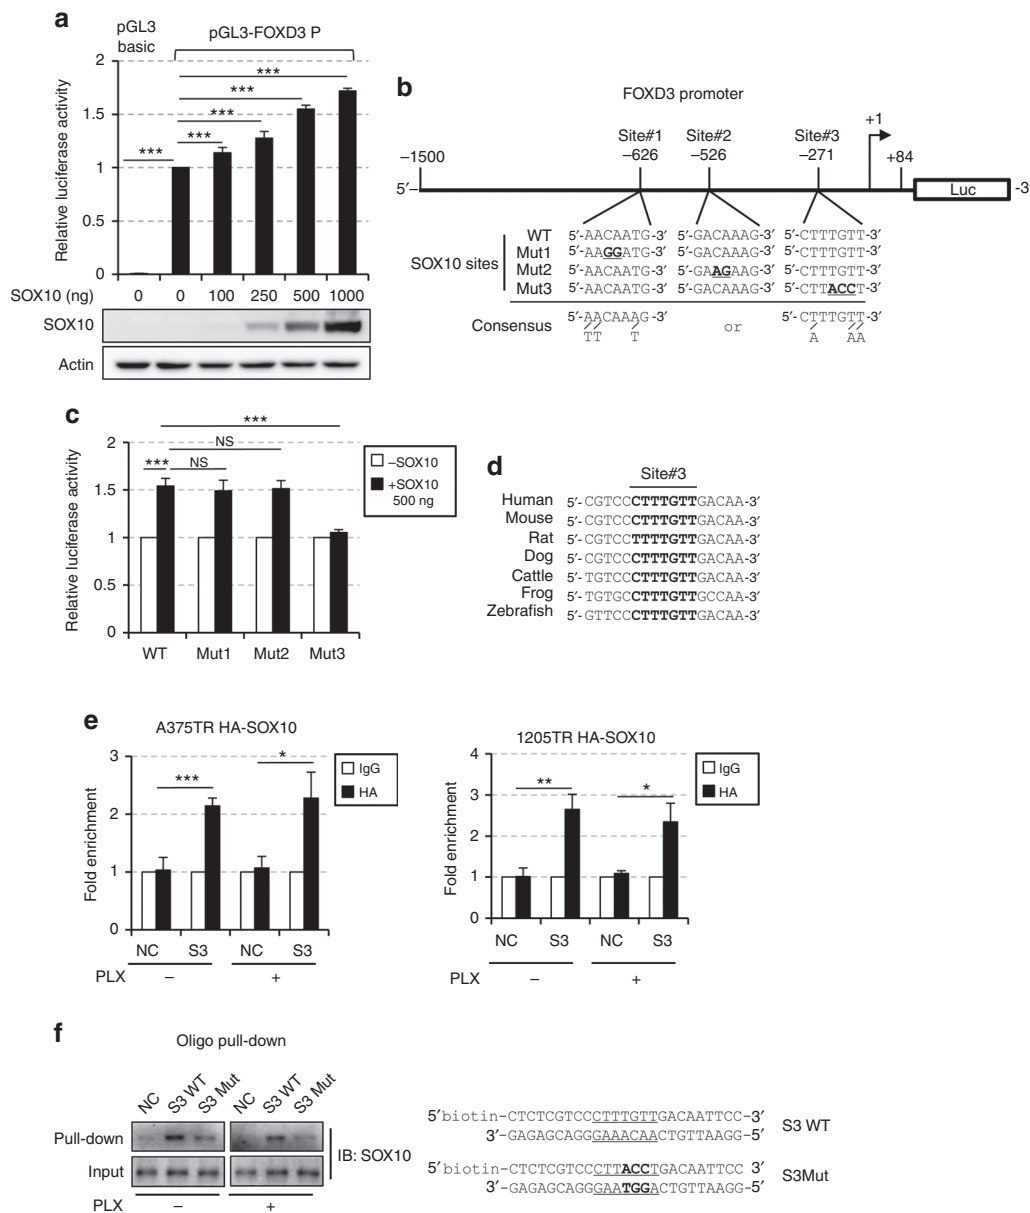 a
pGL3 basic
pGL3-FOXD3 P
Relative luciferase activity
2
1.5
1
0.5
0
***
***
***
***
***
SOX10 (ng) 0 0 100 250 500 1000
SOX10
Actin
b
FOXD3 promoter
–1500
Site#1 –626
Site#2 –526
Site#3 –271
+1
+84
5′– Luc -3
SOX10 sites
WT 5′-AACAATG-3′ 5′-GACAAAG-3′ 5′-CTTTGTT-3′
Mut1 5′-AAGGATG-3′ 5′-GACAAAG-3′ 5′-CTTTGTT-3′
Mut2 5′-AACAATG-3′ 5′-GAAGAAG-3′ 5′-CTTTGTT-3′
Mut3 5′-AACAATG-3′ 5′-GACAAAG-3′ 5′-CTTACCT-3′
Consensus 5′-AACAAAG-3′ or 5′-CTTTGTT-3′
TT T A AA
c
Relative luciferase activity
2
1.5
1
0.5
0
***
NS
*** NS
–SOX10
+SOX10 500 ng
WT Mut1 Mut2 Mut3
d
Site#3
Human 5′-CGTCCCTTTGTTGACAA-3′
Mouse 5′-CGTCCCTTTGTTGACAA-3′
Rat 5′-CGTCCTTTTGTTGACAA-3′
Dog 5′-CGTCCCTTTGTTGACAA-3′
Cattle 5′-TGTCCCTTTGTTGACAA-3′
Frog 5′-TGTGCCTTTGTTGCCAA-3′
Zebrafish 5′-GTTCCCTTTGTTGACAA-3′
e
A375TR HA-SOX10
Fold enrichment
3
2
1
0
***
*
IgG
HA
NC S3 NC S3
PLX – +
1205TR HA-SOX10
Fold enrichment
4
3
2
1
0
**
*
IgG
HA
NC S3 NC S3
PLX – +
f
Oligo pull-down
NC S3 WT S3 Mut NC S3 WT S3 Mut
Pull-down
Input
IB: SOX10
PLX – +
5′biotin–CTCTCGTCCCTTTGTTGACAATTCC–3′
3′–GAGAGCAGGGAAACAACTGTTAAGG–5′
S3 WT
5′biotin–CTCTCGTCCCTTACCTGACAATTCC 3′
3′–GAGAGCAGGGAATGGACTGTTAAGG–5′
S3Mut